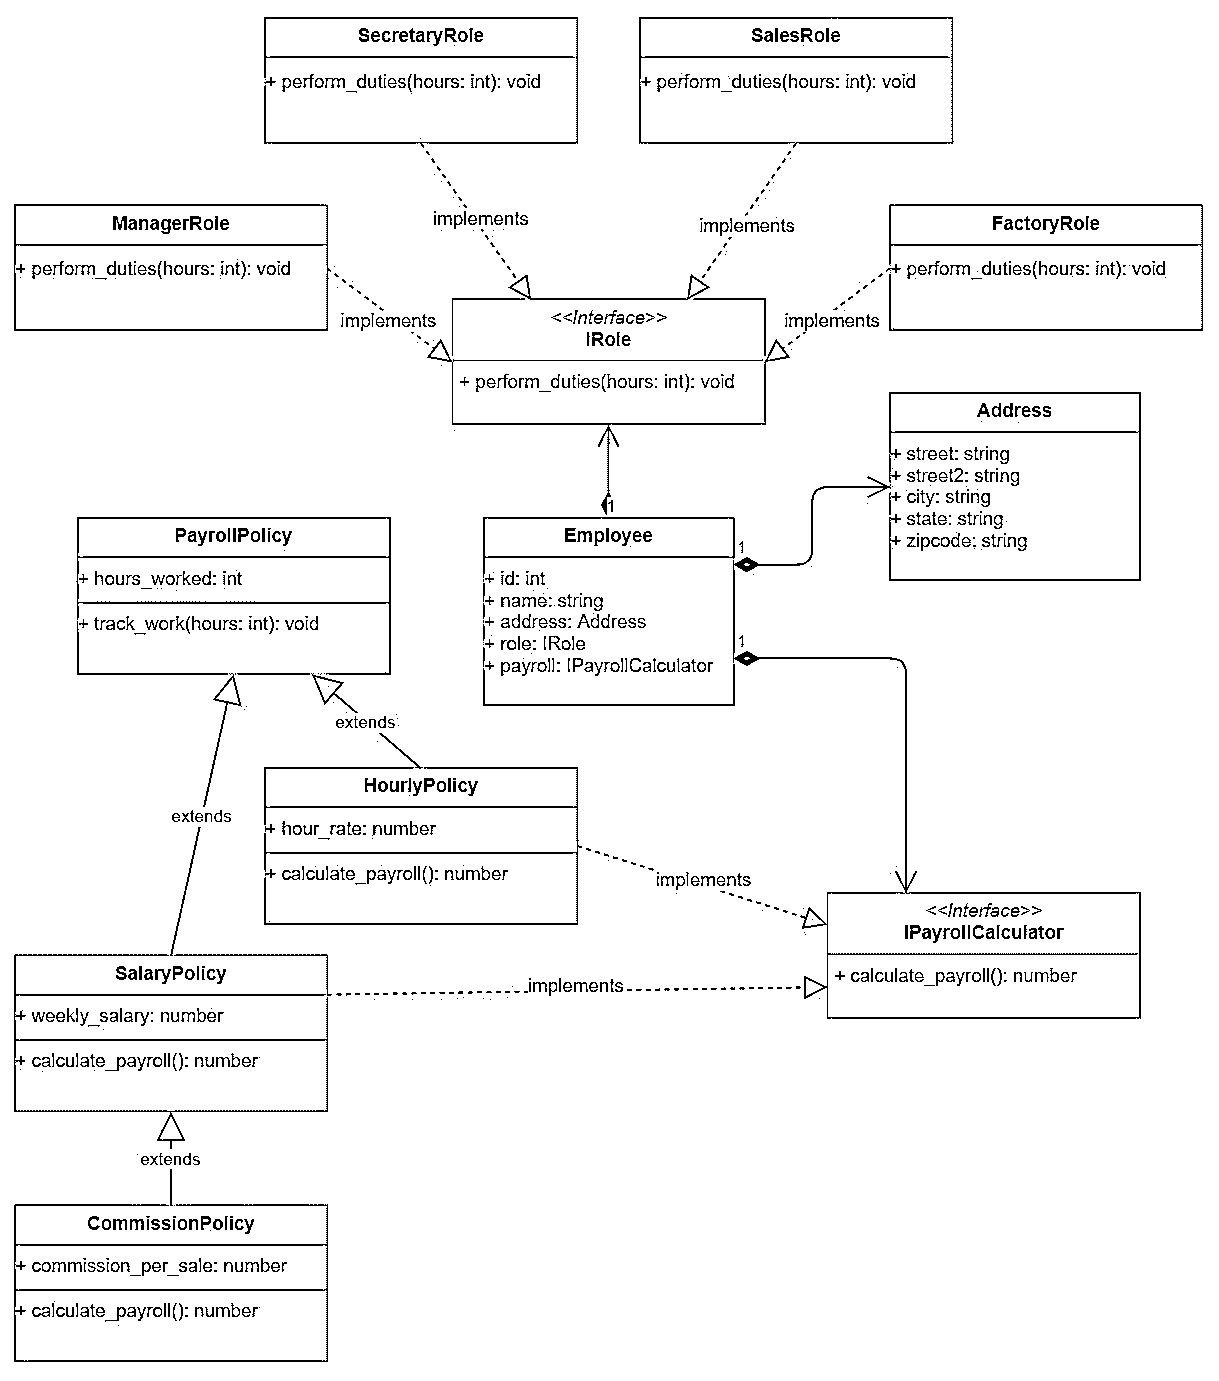 SecretaryRole
+ perform_duties(hours: int): void
SalesRole
+ perform_duties(hours: int): void
implements
implements
ManagerRole
+ perform_duties(hours: int): void
FactoryRole
+ perform_duties(hours: int): void
implements
implements
<<Interface>>
IRole
+ perform_duties(hours: int): void
Address
+ street: string
+ street2: string
+ city: string
+ state: string
+ zipcode: string
1
Employee
+ id: int
+ name: string
+ address: Address
+ role: IRole
+ payroll: IPayrollCalculator
1
1
PayrollPolicy
+ hours_worked: int
+ track_work(hours: int): void
extends
extends
HourlyPolicy
+ hour_rate: number
+ calculate_payroll(): number
implements
<<Interface>>
IPayrollCalculator
+ calculate_payroll(): number
SalaryPolicy
+ weekly_salary: number
+ calculate_payroll(): number
implements
extends
CommissionPolicy
+ commission_per_sale: number
+ calculate_payroll(): number